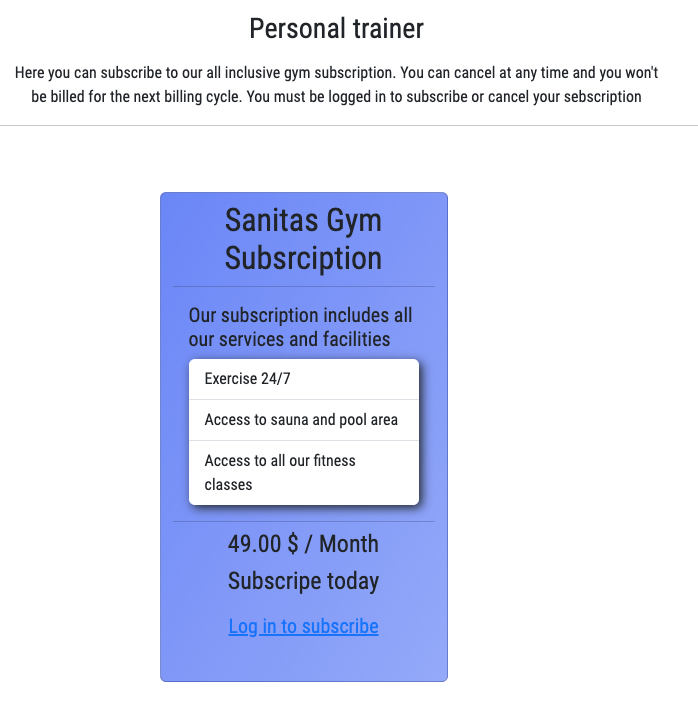 Personal trainer
Here you can subscribe to our all inclusive gym subscription. You can cancel at any time and you won't
be billed for the next billing cycle. You must be logged in to subscribe or cancel your sebscription
Sanitas Gym
Subsrciption
Our subscription includes all
our services and facilities
Exercise 24/7
Access to sauna and pool area
Access to all our fitness
classes
49.00 $ / Month
Subscripe today
Log in to subscribe